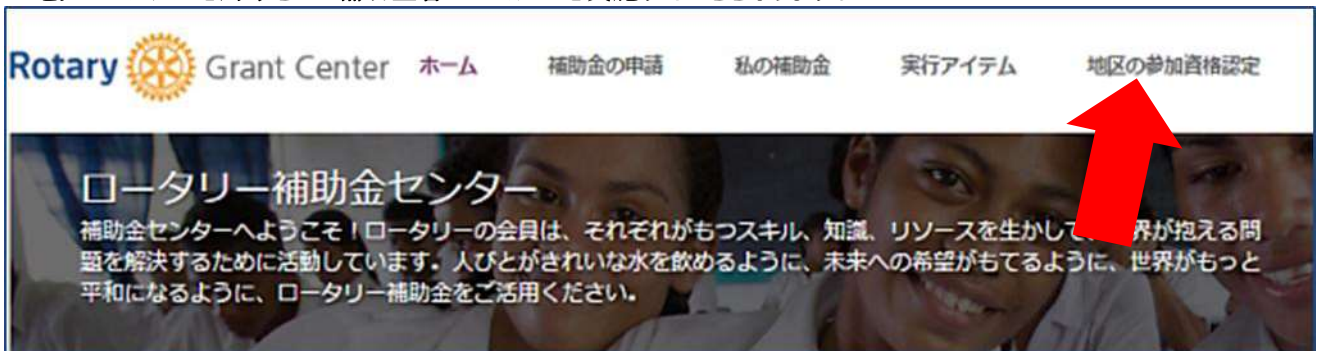 Rotary Grant Center ホーム 補助金の申請 私の補助金 実行アイテム 地区の参加資格認定
ロータリー補助金センター
補助金センターへようこそ！ロータリーの会員は、それぞれがもつスキル、知識、リソースを生かして、 界が抱える問
題を解決するために活動しています。人びとがきれいな水を飲めるように、未来への希望がもてるように、世界がもっと
平和になるように、ロータリー補助金をご活用ください。